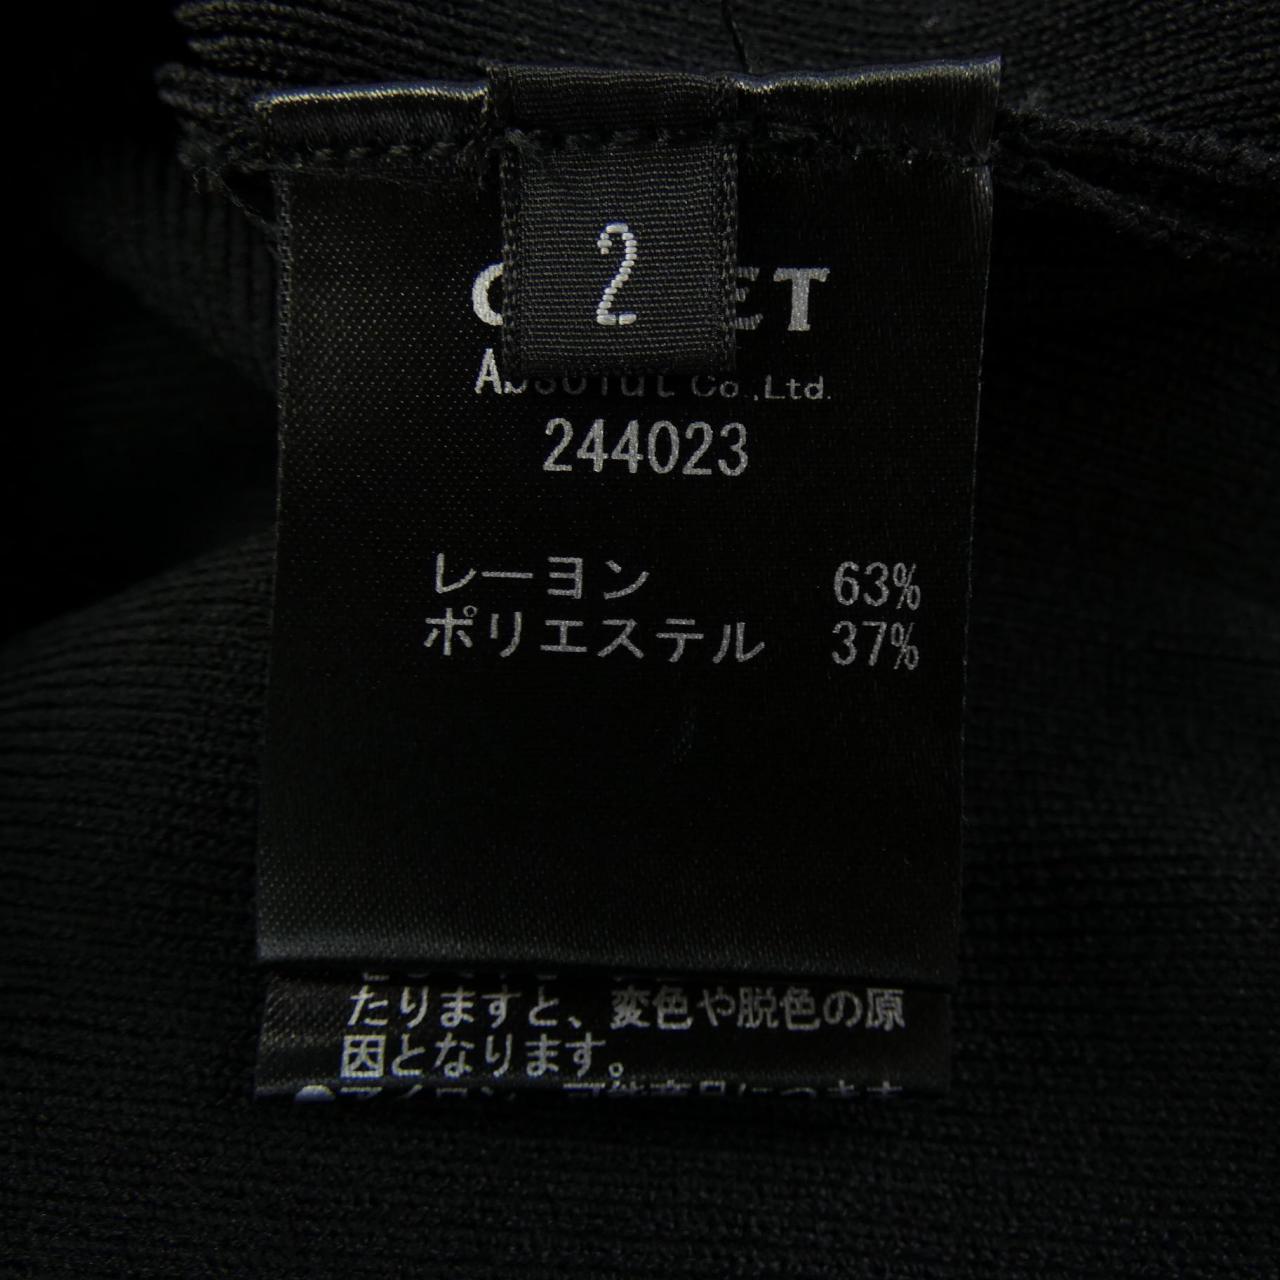 2
Absolut Co.,Ltd.
244023
レーヨン 63%
ポリエステル 37%
たりますと、変色や脱色の原
因となります。